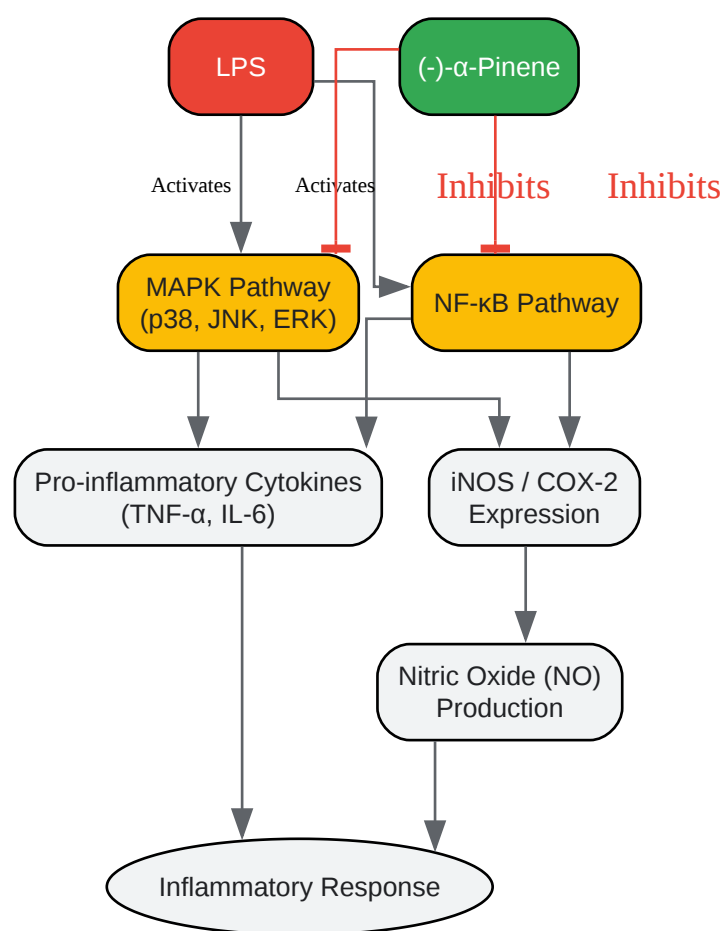 LPS
(-)-α-Pinene
Activates
Activates
Inhibits
Inhibits
MAPK Pathway
(p38, JNK, ERK)
NF-κB Pathway
Pro-inflammatory Cytokines
(TNF-α, IL-6)
iNOS / COX-2
Expression
Nitric Oxide (NO)
Production
Inflammatory Response